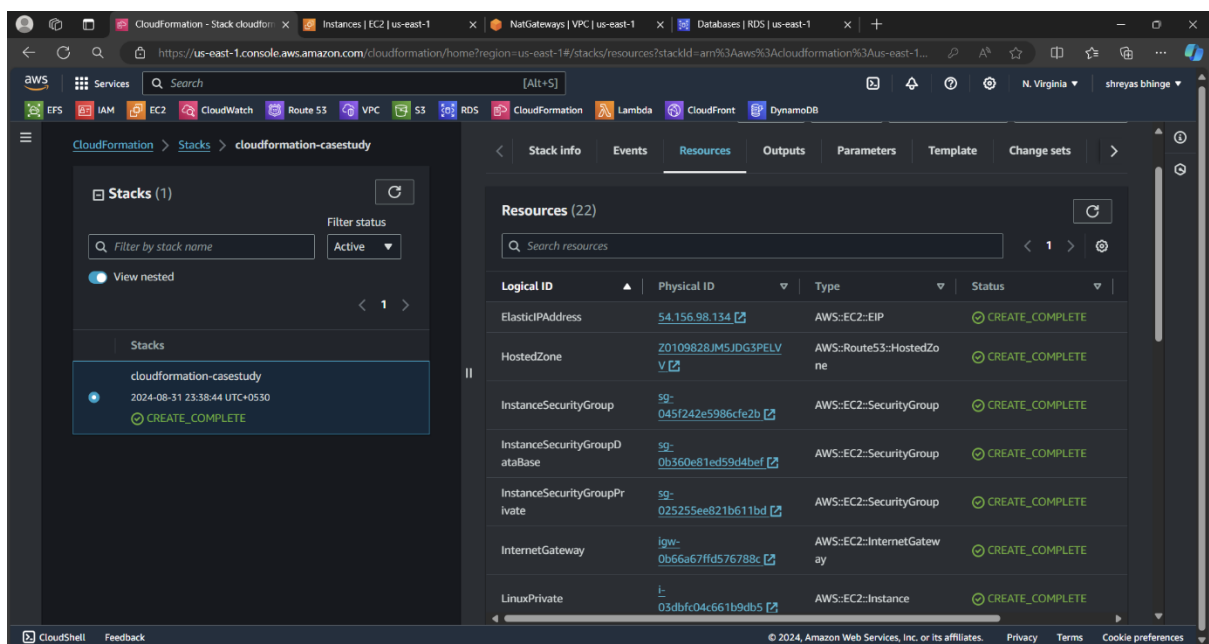 CloudFormation - Stack cloudform
Instances | EC2 | us-east-1
NatGateways | VPC | us-east-1
Databases | RDS | us-east-1
https://us-east-1.console.aws.amazon.com/cloudformation/home?region=us-east-1#/stacks/resources?stackId=arn%3Aaws%3Acloudformation%3Aus-east-1...
aws
Services
Search
[Alt+S]
N. Virginia
shreyas bhinge
EFS
IAM
EC2
CloudWatch
Route 53
VPC
S3
RDS
CloudFormation
Lambda
CloudFront
DynamoDB
CloudFormation > Stacks > cloudformation-casestudy
Stacks (1)
Filter status
Filter by stack name
Active
View nested
1
Stacks
cloudformation-casestudy
2024-08-31 23:38:44 UTC+0530
CREATE_COMPLETE
Stack info
Events
Resources
Outputs
Parameters
Template
Change sets
Resources (22)
Search resources
1
Logical ID
Physical ID
Type
Status
ElasticIPAddress
54.156.98.134
AWS::EC2::EIP
CREATE_COMPLETE
HostedZone
Z0109828JM5JDG3PELV
V
AWS::Route53::HostedZo
ne
CREATE_COMPLETE
InstanceSecurityGroup
sg-
045f242e5986cfe2b
AWS::EC2::SecurityGroup
CREATE_COMPLETE
InstanceSecurityGroupD
ataBase
sg-
0b360e81ed59d4bef
AWS::EC2::SecurityGroup
CREATE_COMPLETE
InstanceSecurityGroupPr
ivate
sg-
025255ee821b611bd
AWS::EC2::SecurityGroup
CREATE_COMPLETE
InternetGateway
igw-
0b66a67ffd576788c
AWS::EC2::InternetGatew
ay
CREATE_COMPLETE
LinuxPrivate
i-
03dbfc04c661b9db5
AWS::EC2::Instance
CREATE_COMPLETE
CloudShell
Feedback
© 2024, Amazon Web Services, Inc. or its affiliates.
Privacy
Terms
Cookie preferences